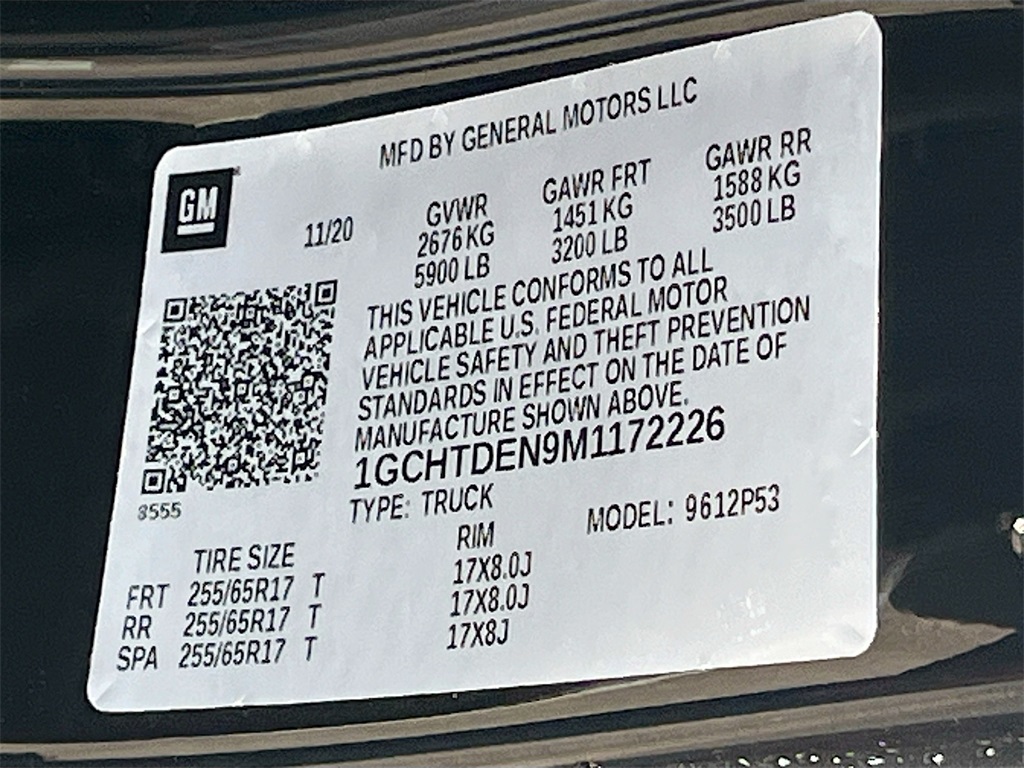 MFD BY GENERAL MOTORS LLC
GM
11/20
GVWR GAWR FRT GAWR RR
2676 KG 1451 KG 1588 KG
5900 LB 3200 LB 3500 LB
THIS VEHICLE CONFORMS TO ALL
APPLICABLE U.S. FEDERAL MOTOR
VEHICLE SAFETY AND THEFT PREVENTION
STANDARDS IN EFFECT ON THE DATE OF
MANUFACTURE SHOWN ABOVE.
1GCHTDEN9M1172226
8555
TYPE: TRUCK MODEL: 9612P53
TIRE SIZE RIM
FRT 255/65R17 T 17X8.0J
RR 255/65R17 T 17X8.0J
SPA 255/65R17 T 17X8J